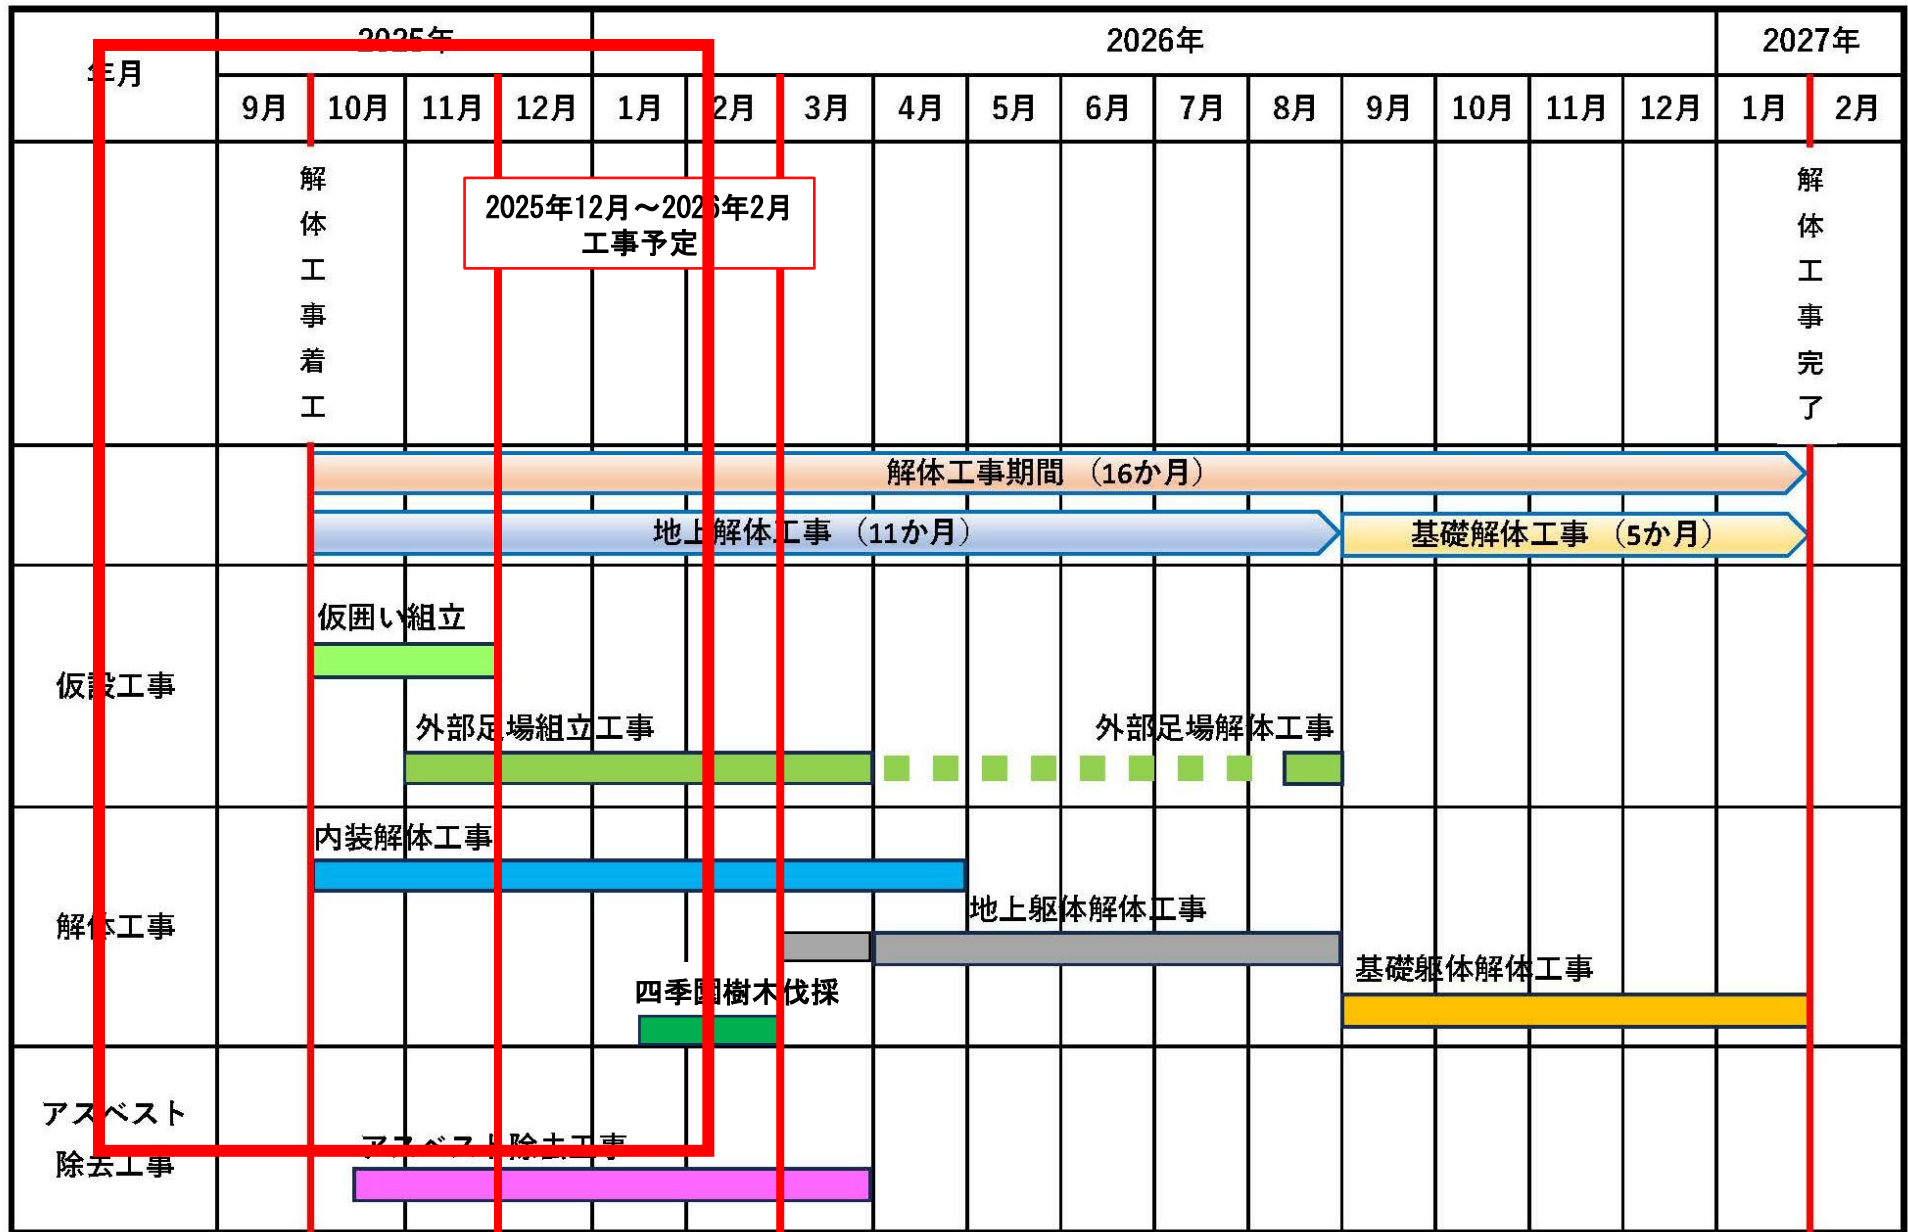 年月
2025年
2026年
2027年
9月 10月 11月 12月 1月 2月 3月 4月 5月 6月 7月 8月 9月 10月 11月 12月 1月 2月
解体工事着工
2025年12月～2026年2月
工事予定
解体工事完了
解体工事期間 （16か月）
地上解体工事 （11か月）
基礎解体工事 （5か月）
仮設工事
仮囲い組立
外部足場組立工事
外部足場解体工事
解体工事
内装解体工事
地上躯体解体工事
基礎躯体解体工事
四季園樹木伐採
アスベスト
除去工事
アスベスト除去工事